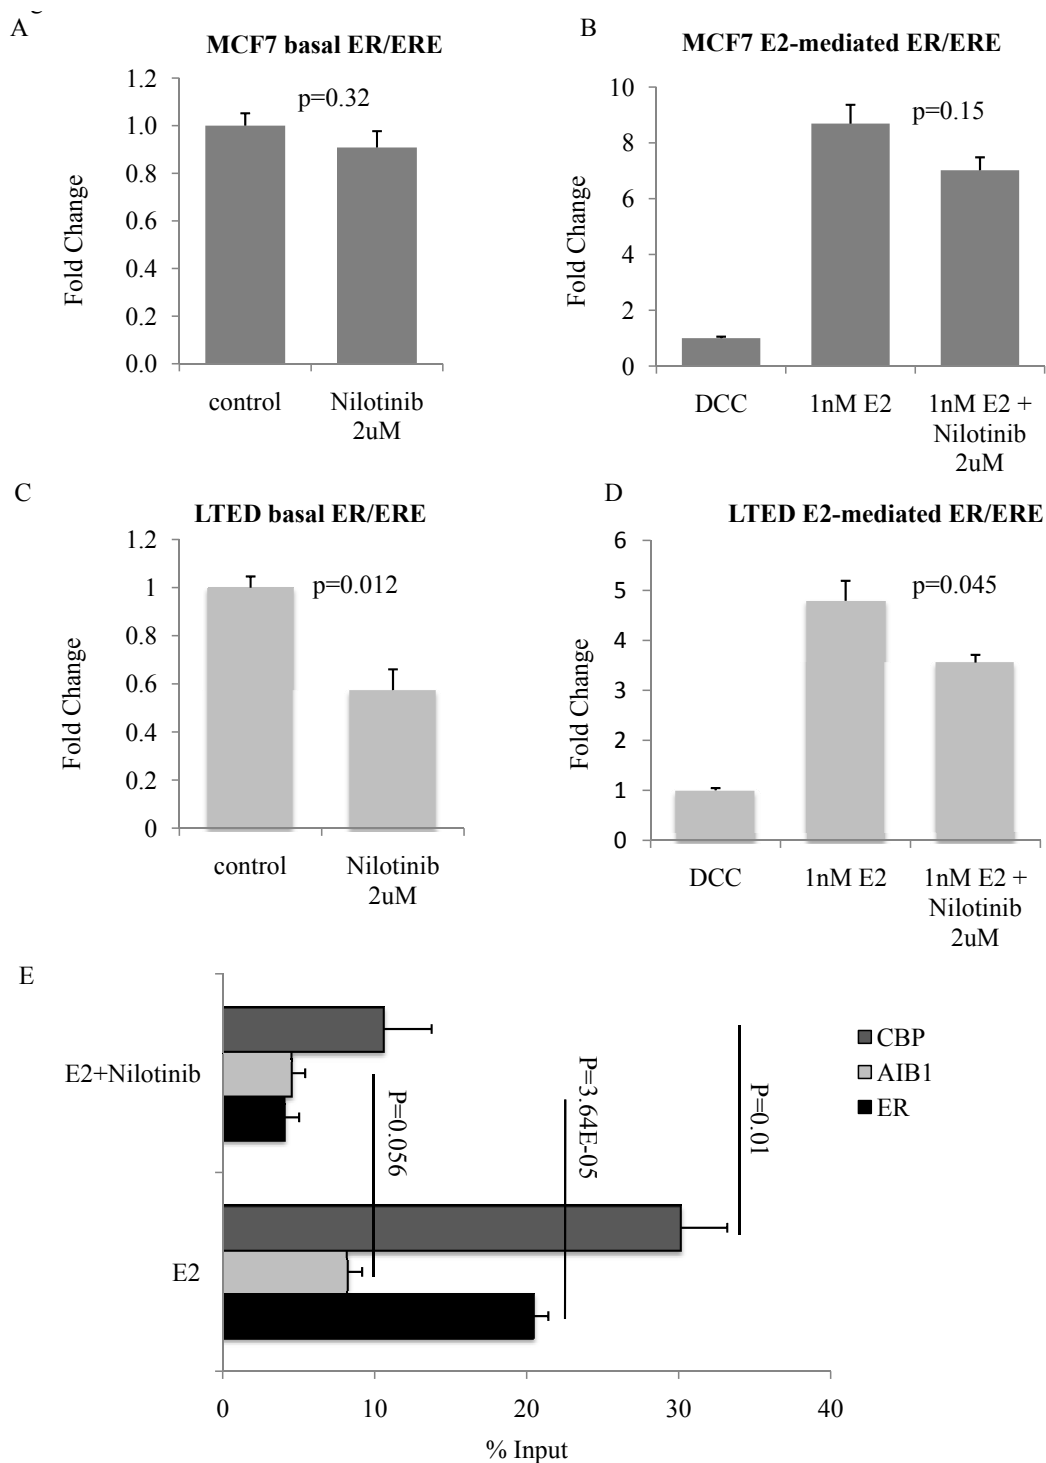 A
MCF7 basal ER/ERE
p=0.32
Fold Change
1.2
1.0
0.8
0.6
0.4
0.2
0.0
control
Nilotinib
2uM
B
MCF7 E2-mediated ER/ERE
p=0.15
Fold Change
10
8
6
4
2
0
DCC
1nM E2
1nM E2 +
Nilotinib
2uM
C
LTED basal ER/ERE
p=0.012
Fold Change
1.2
1
0.8
0.6
0.4
0.2
0
control
Nilotinib
2uM
D
LTED E2-mediated ER/ERE
p=0.045
Fold Change
6
5
4
3
2
1
0
DCC
1nM E2
1nM E2 +
Nilotinib
2uM
E
E2+Nilotinib
E2
P=0.056
P=3.64E-05
P=0.01
CBP
AIB1
ER
0
10
20
30
40
% Input